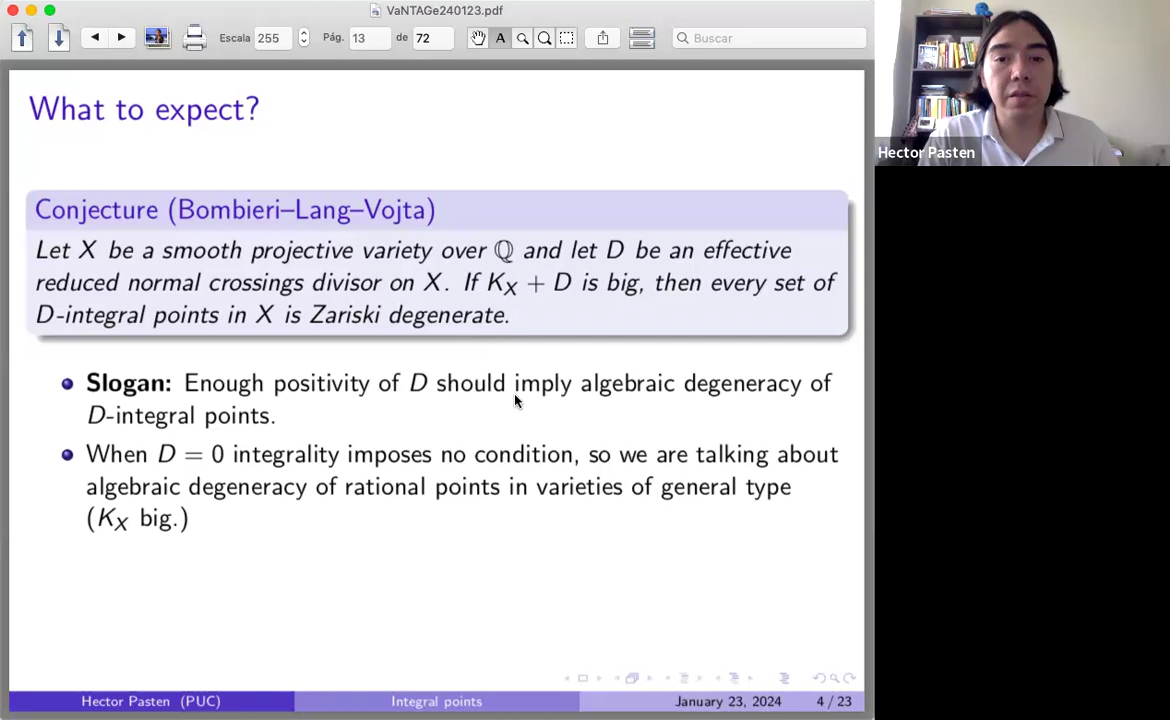 VaNTAGe240123.pdf
Escala 255 Pág. 13 de 72 A Buscar
What to expect?
Conjecture (Bombieri–Lang–Vojta)
Let X be a smooth projective variety over ℚ and let D be an effective
reduced normal crossings divisor on X. If K_X + D is big, then every set of
D-integral points in X is Zariski degenerate.
Slogan: Enough positivity of D should imply algebraic degeneracy of
D-integral points.
When D = 0 integrality imposes no condition, so we are talking about
algebraic degeneracy of rational points in varieties of general type
(K_X big.)
Hector Pasten (PUC) Integral points January 23, 2024 4 / 23
Hector Pasten